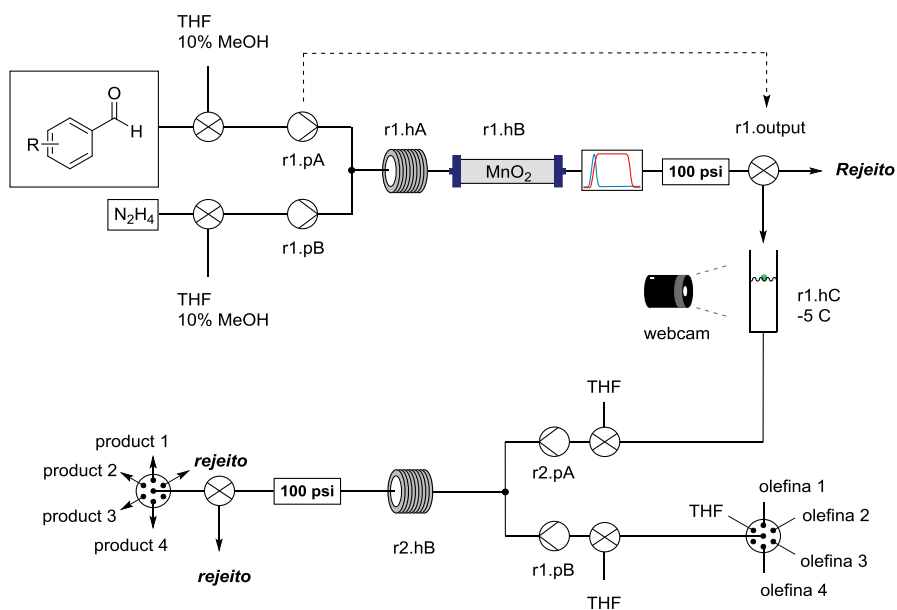 THF
10% MeOH
O
H
R
r1.pA
N2H4
r1.pB
THF
10% MeOH
r1.hA
r1.hB
MnO2
100 psi
r1.output
Rejeito
webcam
r1.hC
-5 C
THF
r2.pA
r1.pB
THF
olefina 1
THF
olefina 2
olefina 3
olefina 4
r2.hB
100 psi
rejeito
rejeito
product 1
product 2
product 3
product 4